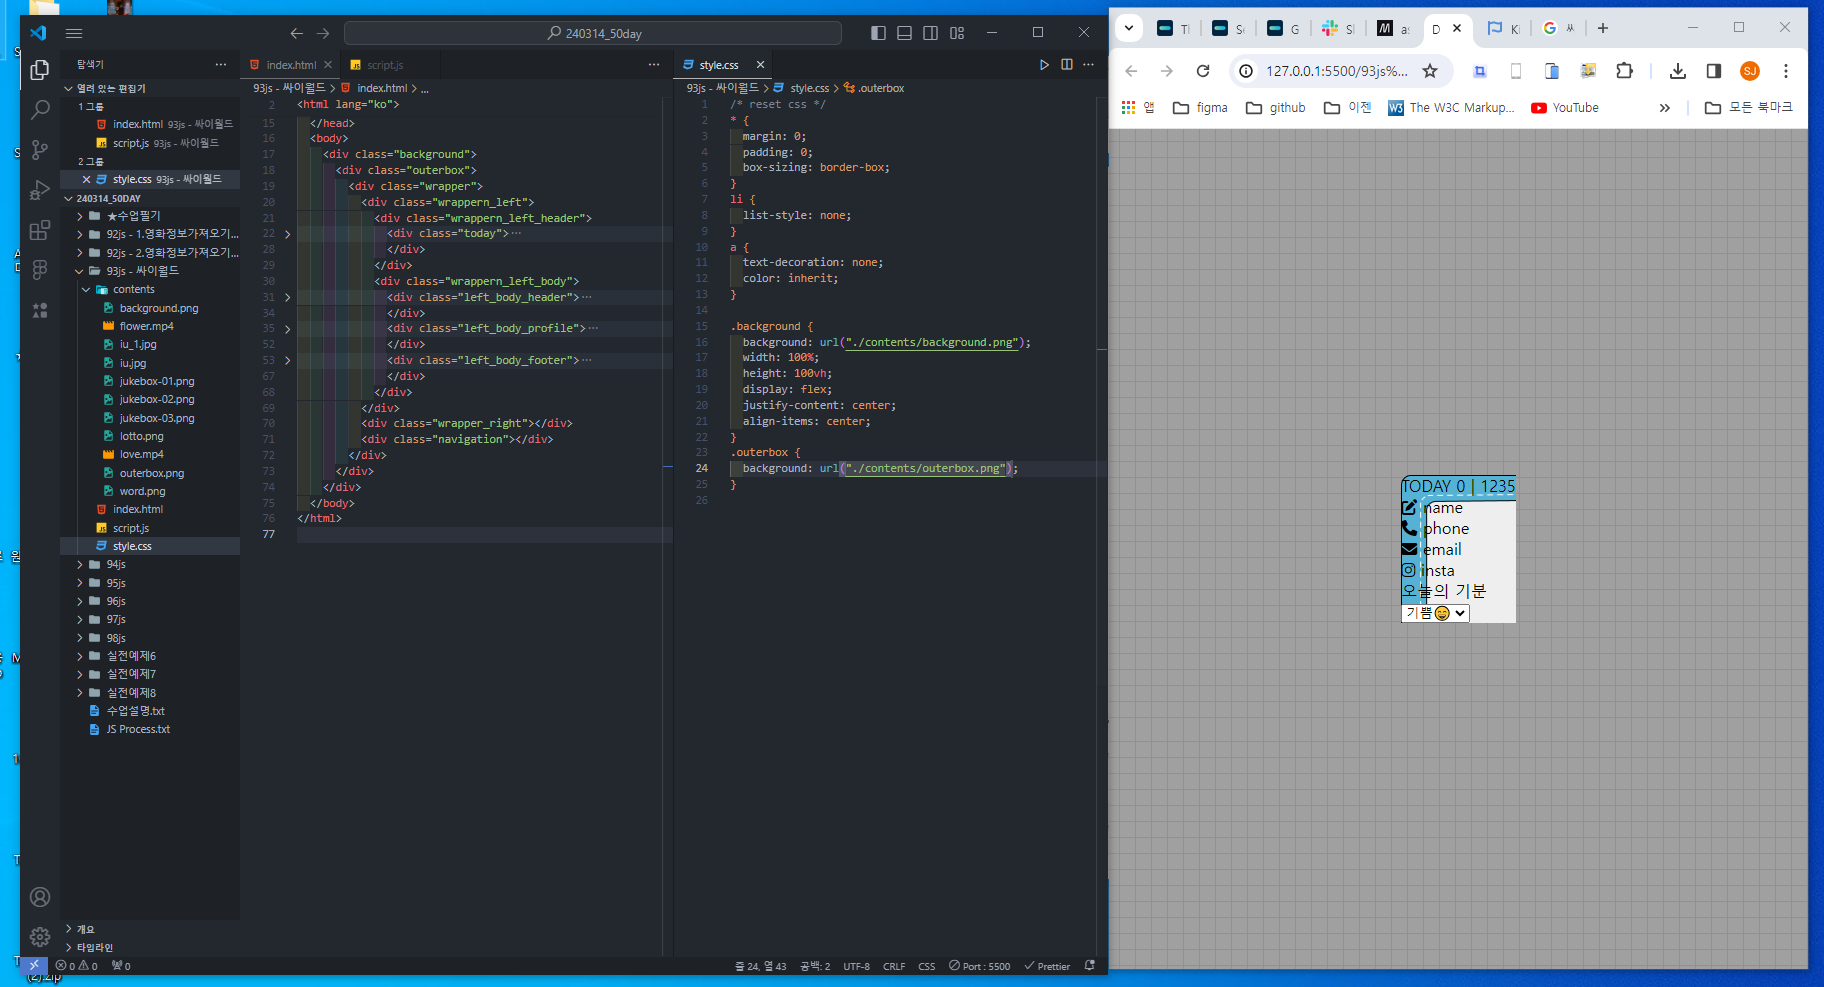 240314_50day
탐색기
열려 있는 편집기
1 그룹
index.html 93js - 싸이월드
script.js 93js - 싸이월드
2 그룹
style.css 93js - 싸이월드
240314_50DAY
★수업필기
92js - 1.영화정보가져오기...
92js - 2.영화정보가져오기...
93js - 싸이월드
contents
background.png
flower.mp4
iu_1.jpg
iu.jpg
jukebox-01.png
jukebox-02.png
jukebox-03.png
lotto.png
love.mp4
outerbox.png
word.png
index.html
script.js
style.css
94js
95js
96js
97js
98js
실전예제6
실전예제7
실전예제8
수업설명.txt
JS Process.txt
개요
타임라인
index.html
script.js
93js - 싸이월드 > index.html > ...
2 <html lang="ko">
15 </head>
16 <body>
17 <div class="background">
18 <div class="outerbox">
19 <div class="wrapper">
20 <div class="wrappern_left">
21 <div class="wrappern_left_header">
22 <div class="today">...
28 </div>
29 </div>
30 <div class="wrappern_left_body">
31 <div class="left_body_header">...
34 </div>
35 <div class="left_body_profile">...
52 </div>
53 <div class="left_body_footer">...
67 </div>
68 </div>
69 </div>
70 <div class="wrapper_right"></div>
71 <div class="navigation"></div>
72 </div>
73 </div>
74 </div>
75 </body>
76 </html>
77
style.css
93js - 싸이월드 > style.css > .outerbox
1 /* reset css */
2 * {
3 margin: 0;
4 padding: 0;
5 box-sizing: border-box;
6 }
7 li {
8 list-style: none;
9 }
10 a {
11 text-decoration: none;
12 color: inherit;
13 }
14
15 .background {
16 background: url("./contents/background.png");
17 width: 100%;
18 height: 100vh;
19 display: flex;
20 justify-content: center;
21 align-items: center;
22 }
23 .outerbox {
24 background: url("./contents/outerbox.png");
25 }
26
0 0 0
줄 24, 열 43 공백: 2 UTF-8 CRLF CSS Port : 5500 Prettier
D
127.0.0.1:5500/93js%...
SJ
앱 figma github 이젠 The W3C Markup... YouTube 모든 북마크
TODAY 0 | 1235
name
phone
email
insta
오늘의 기분
기쁨😄
(2).zip